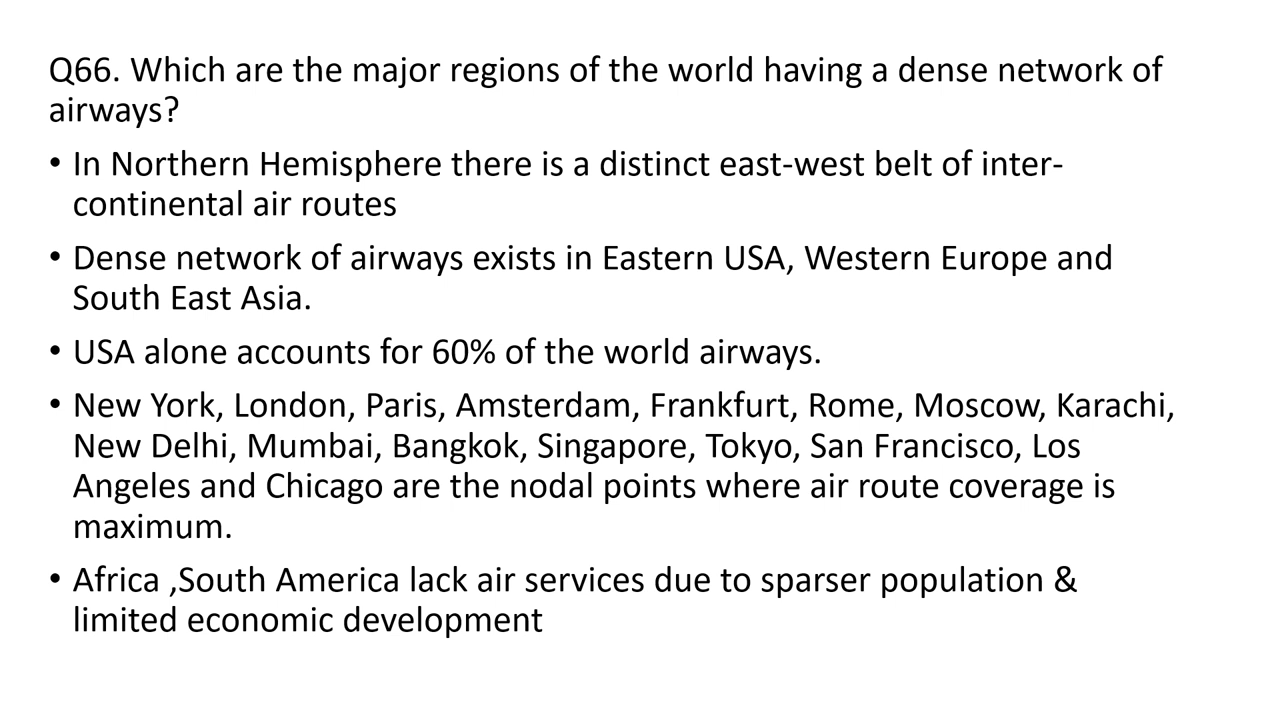 Q66. Which are the major regions of the world having a dense network of
airways?
• In Northern Hemisphere there is a distinct east-west belt of inter-
continental air routes
• Dense network of airways exists in Eastern USA, Western Europe and
South East Asia.
• USA alone accounts for 60% of the world airways.
• New York, London, Paris, Amsterdam, Frankfurt, Rome, Moscow, Karachi,
New Delhi, Mumbai, Bangkok, Singapore, Tokyo, San Francisco, Los
Angeles and Chicago are the nodal points where air route coverage is
maximum.
• Africa ,South America lack air services due to sparser population &
limited economic development